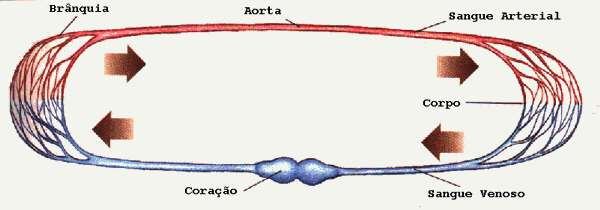 Brânquia
Aorta
Sangue Arterial
Corpo
Coração
Sangue Venoso